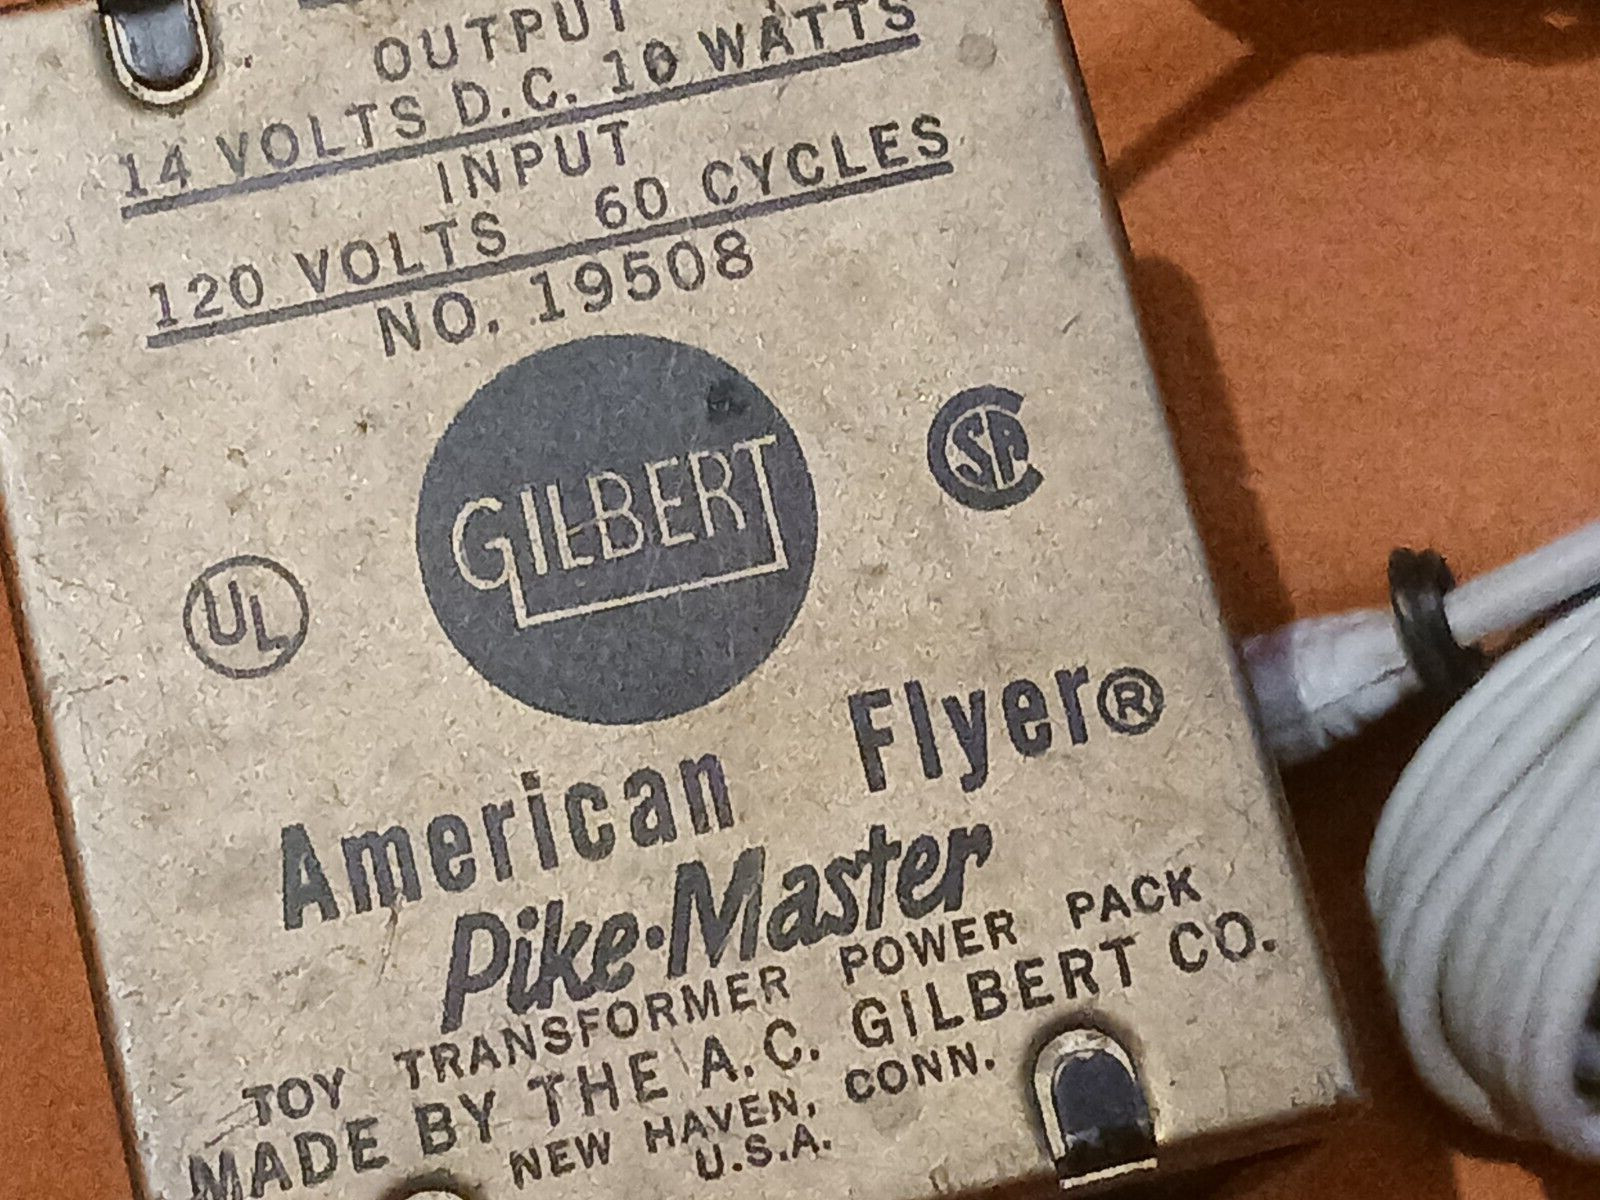 OUTPUT
14 VOLTS D.C. 10 WATTS
INPUT
120 VOLTS 60 CYCLES
NO. 19508
GILBERT
CSA
UL
American Flyer®
Pike·Master
TOY TRANSFORMER POWER PACK
MADE BY THE A.C. GILBERT CO.
NEW HAVEN, CONN.
U.S.A.